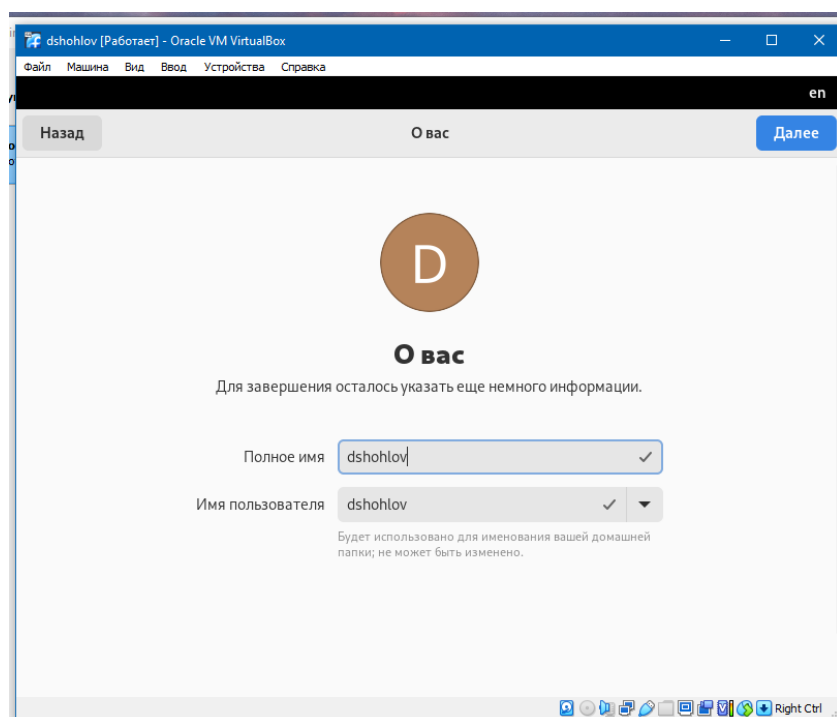 dshohlov [Работает] - Oracle VM VirtualBox
Файл Машина Вид Ввод Устройства Справка
en
Назад О вас Далее
D
О вас
Для завершения осталось указать еще немного информации.
Полное имя dshohlov
Имя пользователя dshohlov
Будет использовано для именования вашей домашней
папки; не может быть изменено.
Right Ctrl